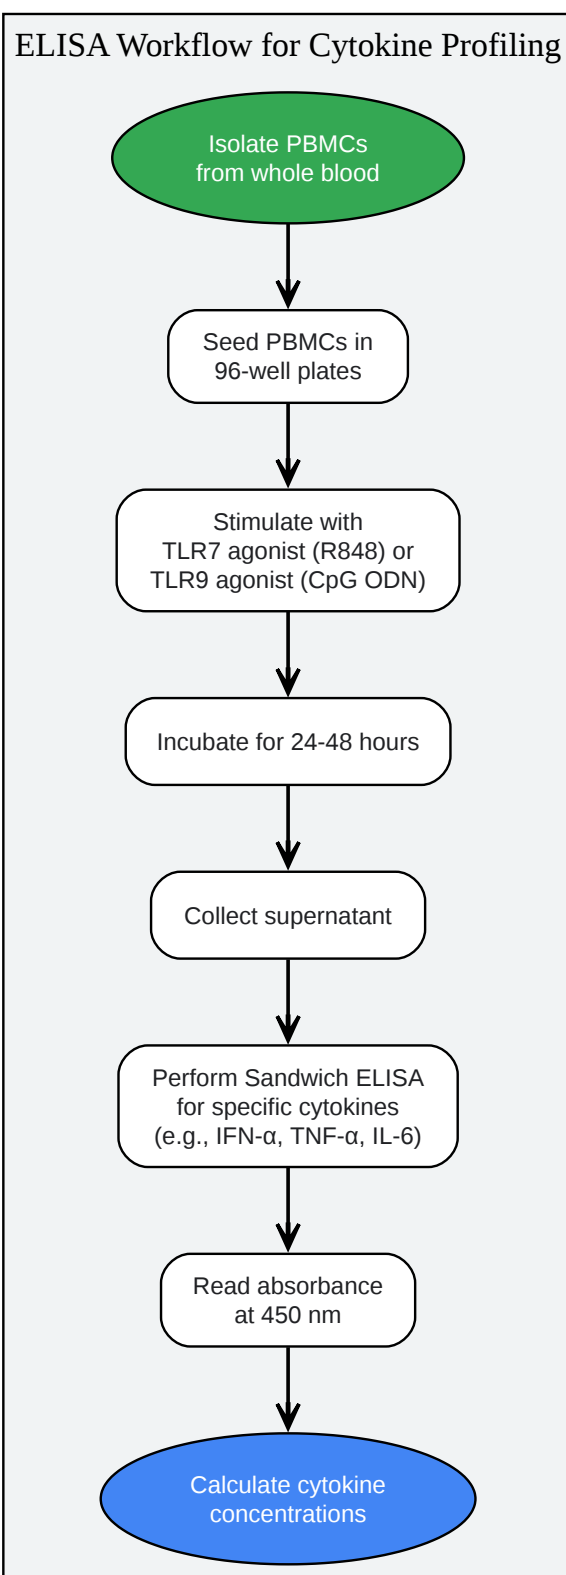 ELISA Workflow for Cytokine Profiling
Isolate PBMCs
from whole blood
Seed PBMCs in
96-well plates
Stimulate with
TLR7 agonist (R848) or
TLR9 agonist (CpG ODN)
Incubate for 24-48 hours
Collect supernatant
Perform Sandwich ELISA
for specific cytokines
(e.g., IFN-α, TNF-α, IL-6)
Read absorbance
at 450 nm
Calculate cytokine
concentrations